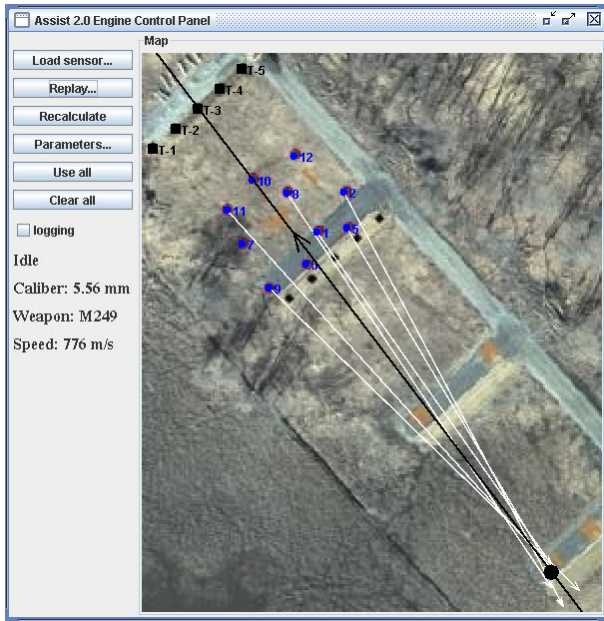 Assist 2.0 Engine Control Panel
Map
Load sensor...
Replay...
Recalculate
Parameters...
Use all
Clear all
logging
Idle
Caliber: 5.56 mm
Weapon: M249
Speed: 776 m/s
T-5
T-4
T-3
T-2
T-1
12
10
8
2
11
1
5
7
9